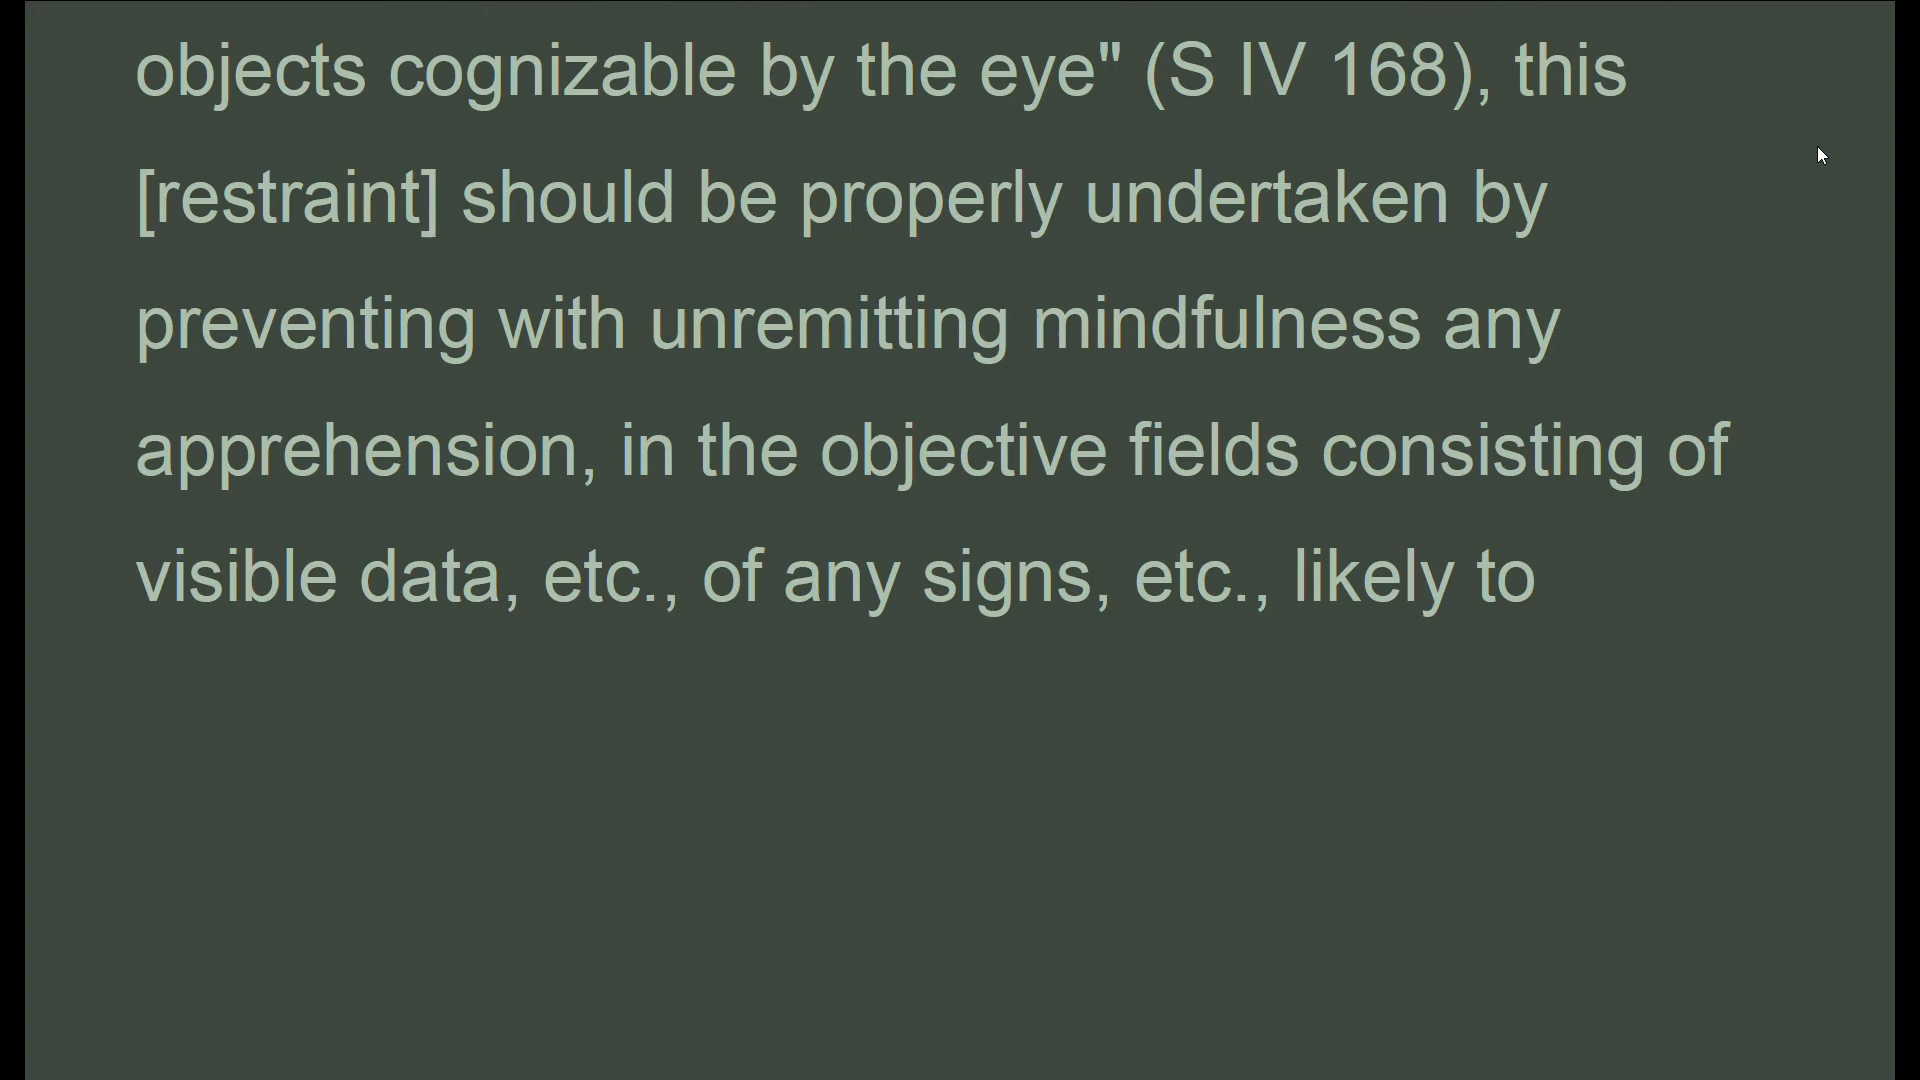 objects cognizable by the eye" (S IV 168), this
[restraint] should be properly undertaken by
preventing with unremitting mindfulness any
apprehension, in the objective fields consisting of
visible data, etc., of any signs, etc., likely to